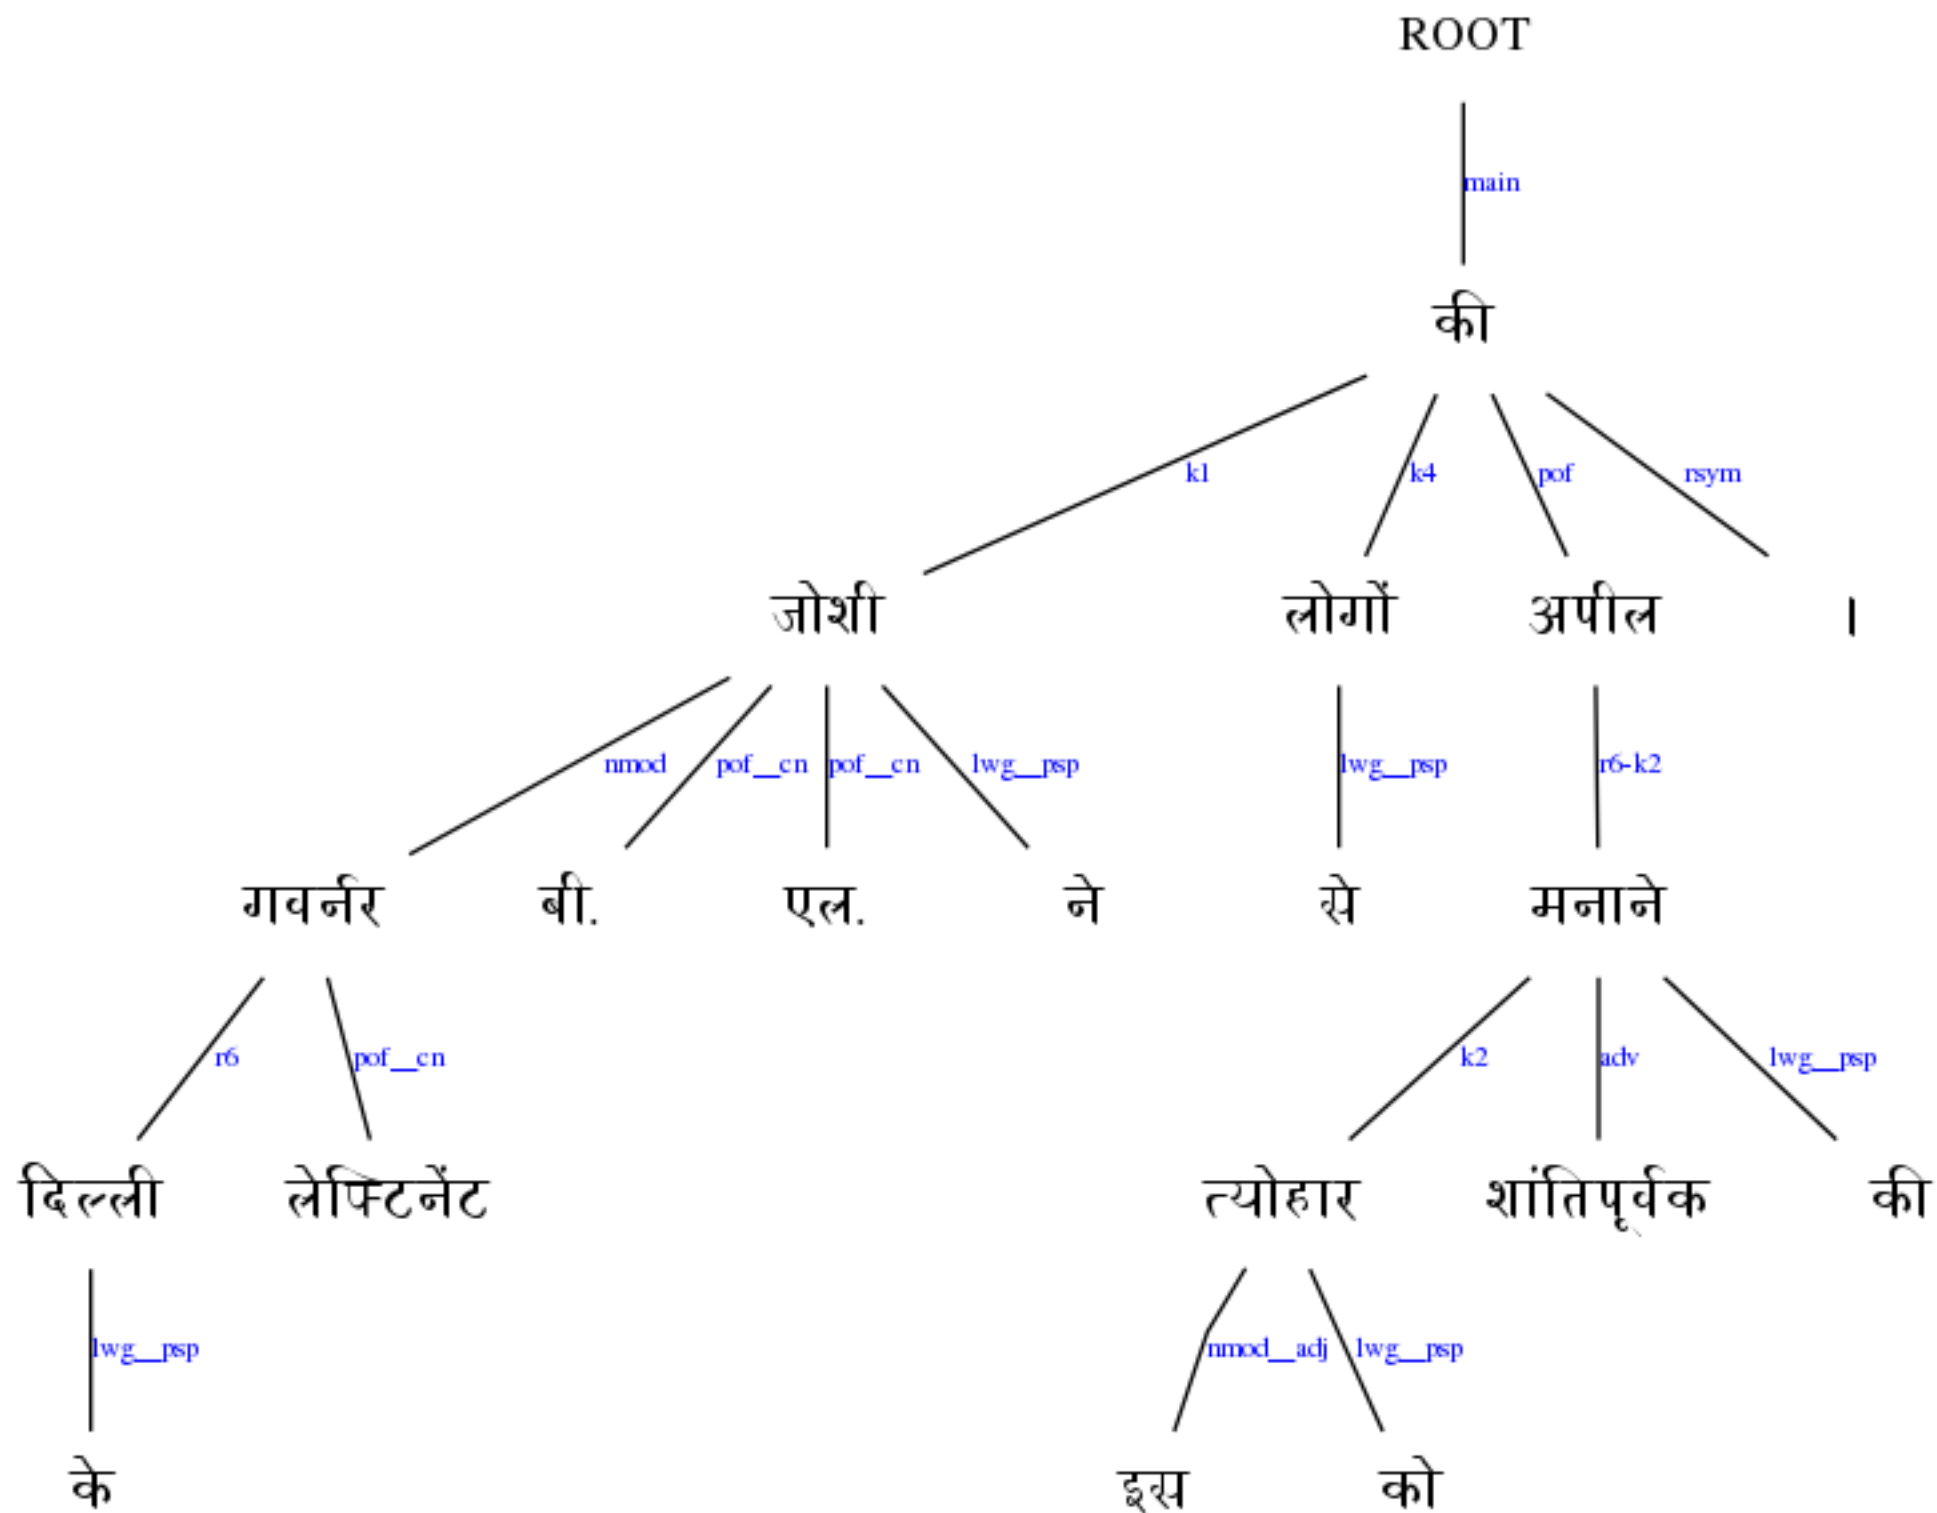 ROOT
main
की
k1 k4 pof rsym
जोशी लोगों अपील ।
nmod pof__cn pof__cn lwg__psp lwg__psp r6-k2
गवर्नर बी. एल. ने से मनाने
r6 pof__cn k2 adv lwg__psp
दिल्ली लेफ्टिनेंट त्योहार शांतिपूर्वक की
lwg__psp nmod__adj lwg__psp
के इस को